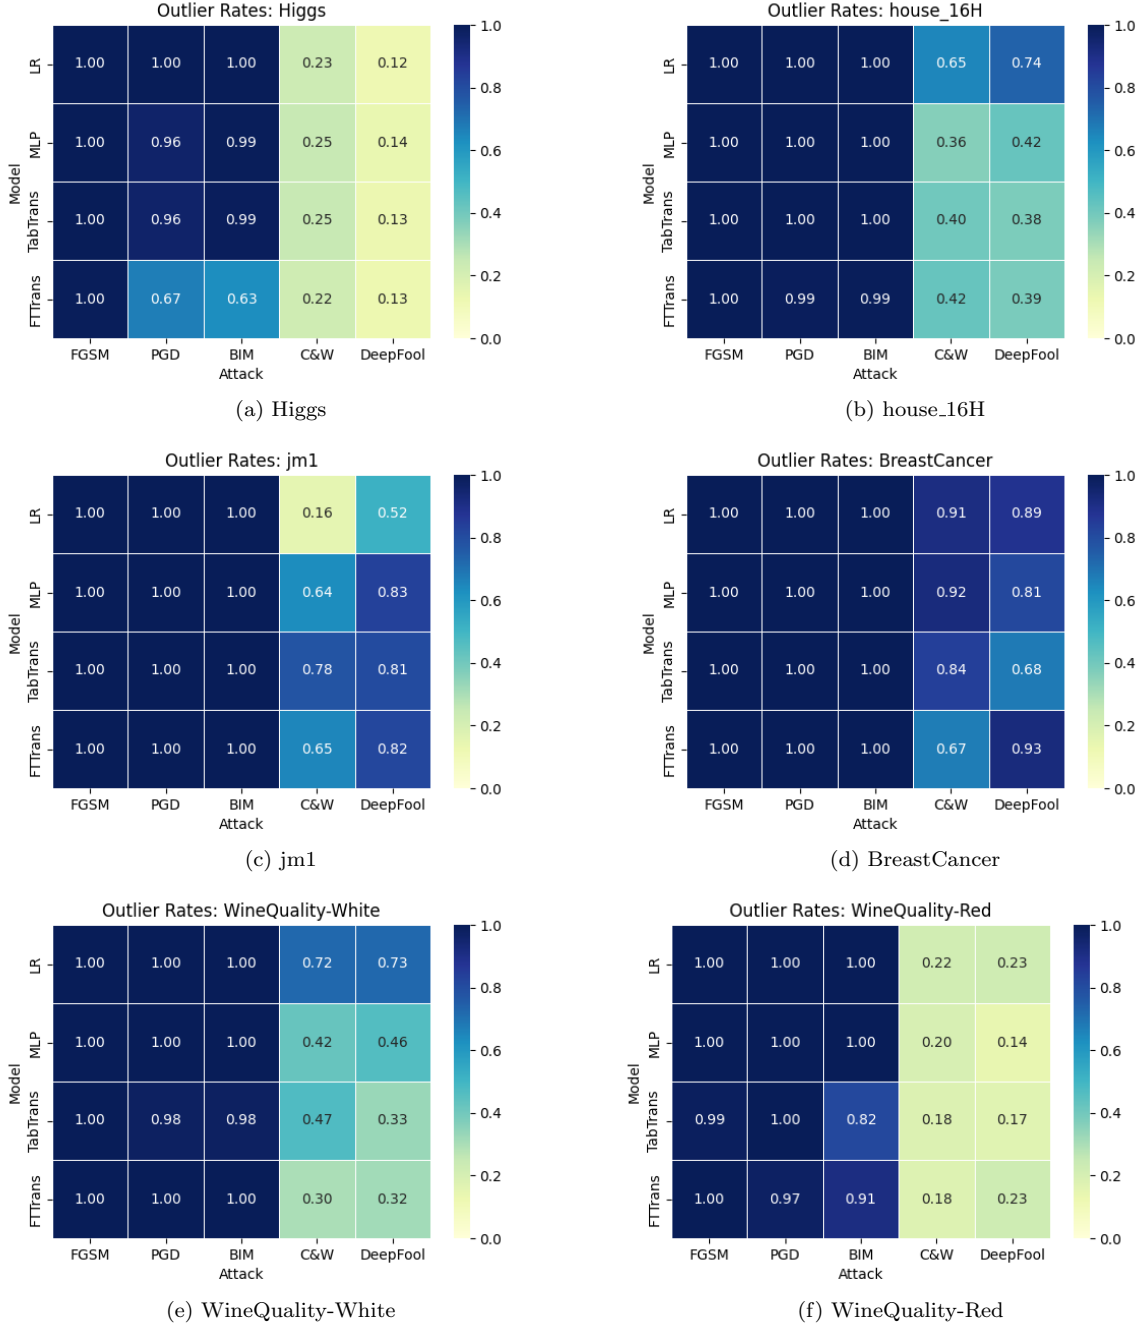 Outlier Rates: Higgs
Model
LR 1.00 1.00 1.00 0.23 0.12
MLP 1.00 0.96 0.99 0.25 0.14
TabTrans 1.00 0.96 0.99 0.25 0.13
FTTrans 1.00 0.67 0.63 0.22 0.13
FGSM PGD BIM C&W DeepFool
Attack
1.0
0.8
0.6
0.4
0.2
0.0
(a) Higgs
Outlier Rates: house_16H
Model
LR 1.00 1.00 1.00 0.65 0.74
MLP 1.00 1.00 1.00 0.36 0.42
TabTrans 1.00 1.00 1.00 0.40 0.38
FTTrans 1.00 0.99 0.99 0.42 0.39
FGSM PGD BIM C&W DeepFool
Attack
1.0
0.8
0.6
0.4
0.2
0.0
(b) house_16H
Outlier Rates: jm1
Model
LR 1.00 1.00 1.00 0.16 0.52
MLP 1.00 1.00 1.00 0.64 0.83
TabTrans 1.00 1.00 1.00 0.78 0.81
FTTrans 1.00 1.00 1.00 0.65 0.82
FGSM PGD BIM C&W DeepFool
Attack
1.0
0.8
0.6
0.4
0.2
0.0
(c) jm1
Outlier Rates: BreastCancer
Model
LR 1.00 1.00 1.00 0.91 0.89
MLP 1.00 1.00 1.00 0.92 0.81
TabTrans 1.00 1.00 1.00 0.84 0.68
FTTrans 1.00 1.00 1.00 0.67 0.93
FGSM PGD BIM C&W DeepFool
Attack
1.0
0.8
0.6
0.4
0.2
0.0
(d) BreastCancer
Outlier Rates: WineQuality-White
Model
LR 1.00 1.00 1.00 0.72 0.73
MLP 1.00 1.00 1.00 0.42 0.46
TabTrans 1.00 0.98 0.98 0.47 0.33
FTTrans 1.00 1.00 1.00 0.30 0.32
FGSM PGD BIM C&W DeepFool
Attack
1.0
0.8
0.6
0.4
0.2
0.0
(e) WineQuality-White
Outlier Rates: WineQuality-Red
Model
LR 1.00 1.00 1.00 0.22 0.23
MLP 1.00 1.00 1.00 0.20 0.14
TabTrans 0.99 1.00 0.82 0.18 0.17
FTTrans 1.00 0.97 0.91 0.18 0.23
FGSM PGD BIM C&W DeepFool
Attack
1.0
0.8
0.6
0.4
0.2
0.0
(f) WineQuality-Red